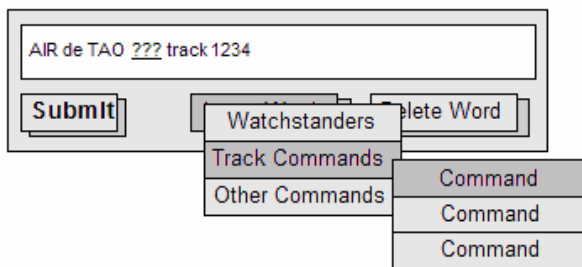 AIR de TAO ??? track 1234
Submit
elete Word
Watchstanders
Track Commands
Other Commands
Command
Command
Command